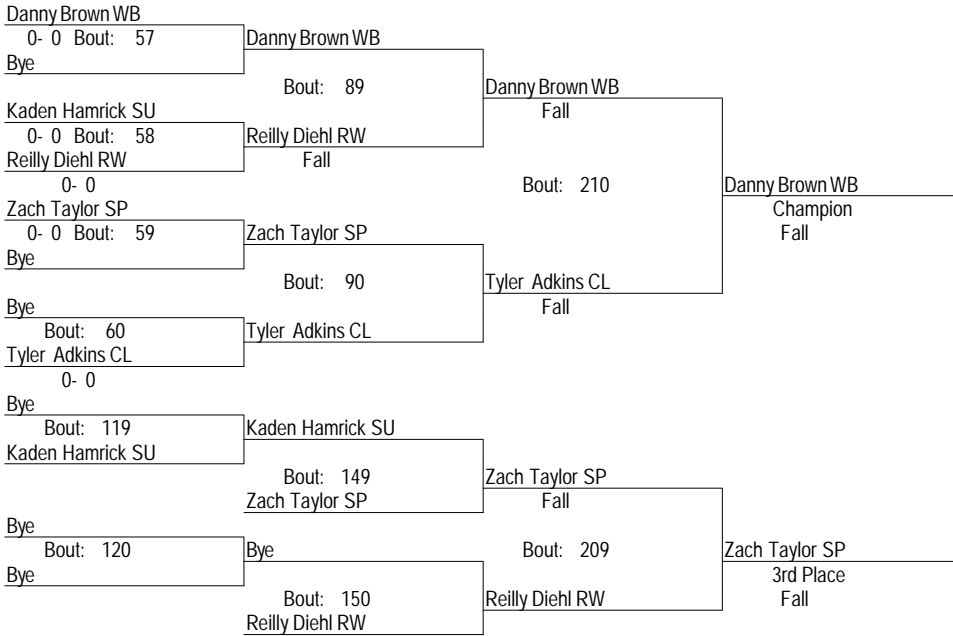 Danny Brown WB
0- 0 Bout: 57 Danny Brown WB
Bye
Bout: 89 Danny Brown WB
Kaden Hamrick SU Fall
0- 0 Bout: 58 Reilly Diehl RW
Reilly Diehl RW Fall
0- 0 Bout: 210 Danny Brown WB
Zach Taylor SP Champion
0- 0 Bout: 59 Zach Taylor SP Fall
Bye
Bout: 90 Tyler Adkins CL
Bye Fall
Bout: 60 Tyler Adkins CL
Tyler Adkins CL
0- 0
Bye
Bout: 119 Kaden Hamrick SU
Kaden Hamrick SU
Bout: 149 Zach Taylor SP
Zach Taylor SP Fall
Bye
Bout: 120 Bye Bout: 209 Zach Taylor SP
Bye 3rd Place
Bout: 150 Reilly Diehl RW Fall
Reilly Diehl RW